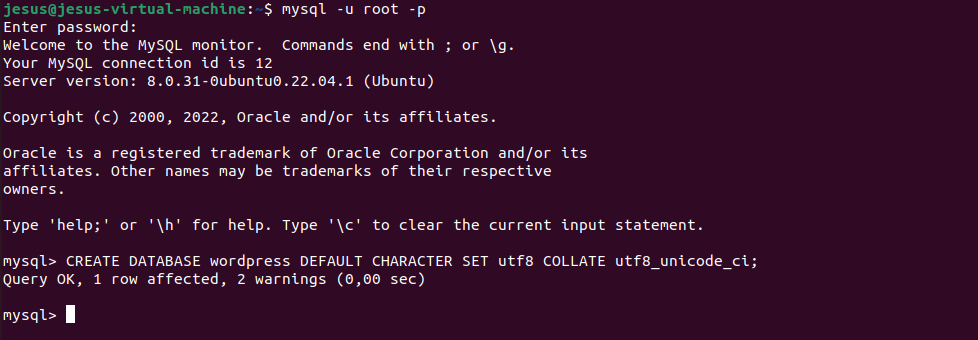 jesus@jesus-virtual-machine:~$ mysql -u root -p
Enter password:
Welcome to the MySQL monitor.  Commands end with ; or \g.
Your MySQL connection id is 12
Server version: 8.0.31-0ubuntu0.22.04.1 (Ubuntu)
Copyright (c) 2000, 2022, Oracle and/or its affiliates.
Oracle is a registered trademark of Oracle Corporation and/or its
affiliates. Other names may be trademarks of their respective
owners.
Type 'help;' or '\h' for help. Type '\c' to clear the current input statement.
mysql> CREATE DATABASE wordpress DEFAULT CHARACTER SET utf8 COLLATE utf8_unicode_ci;
Query OK, 1 row affected, 2 warnings (0,00 sec)
mysql>